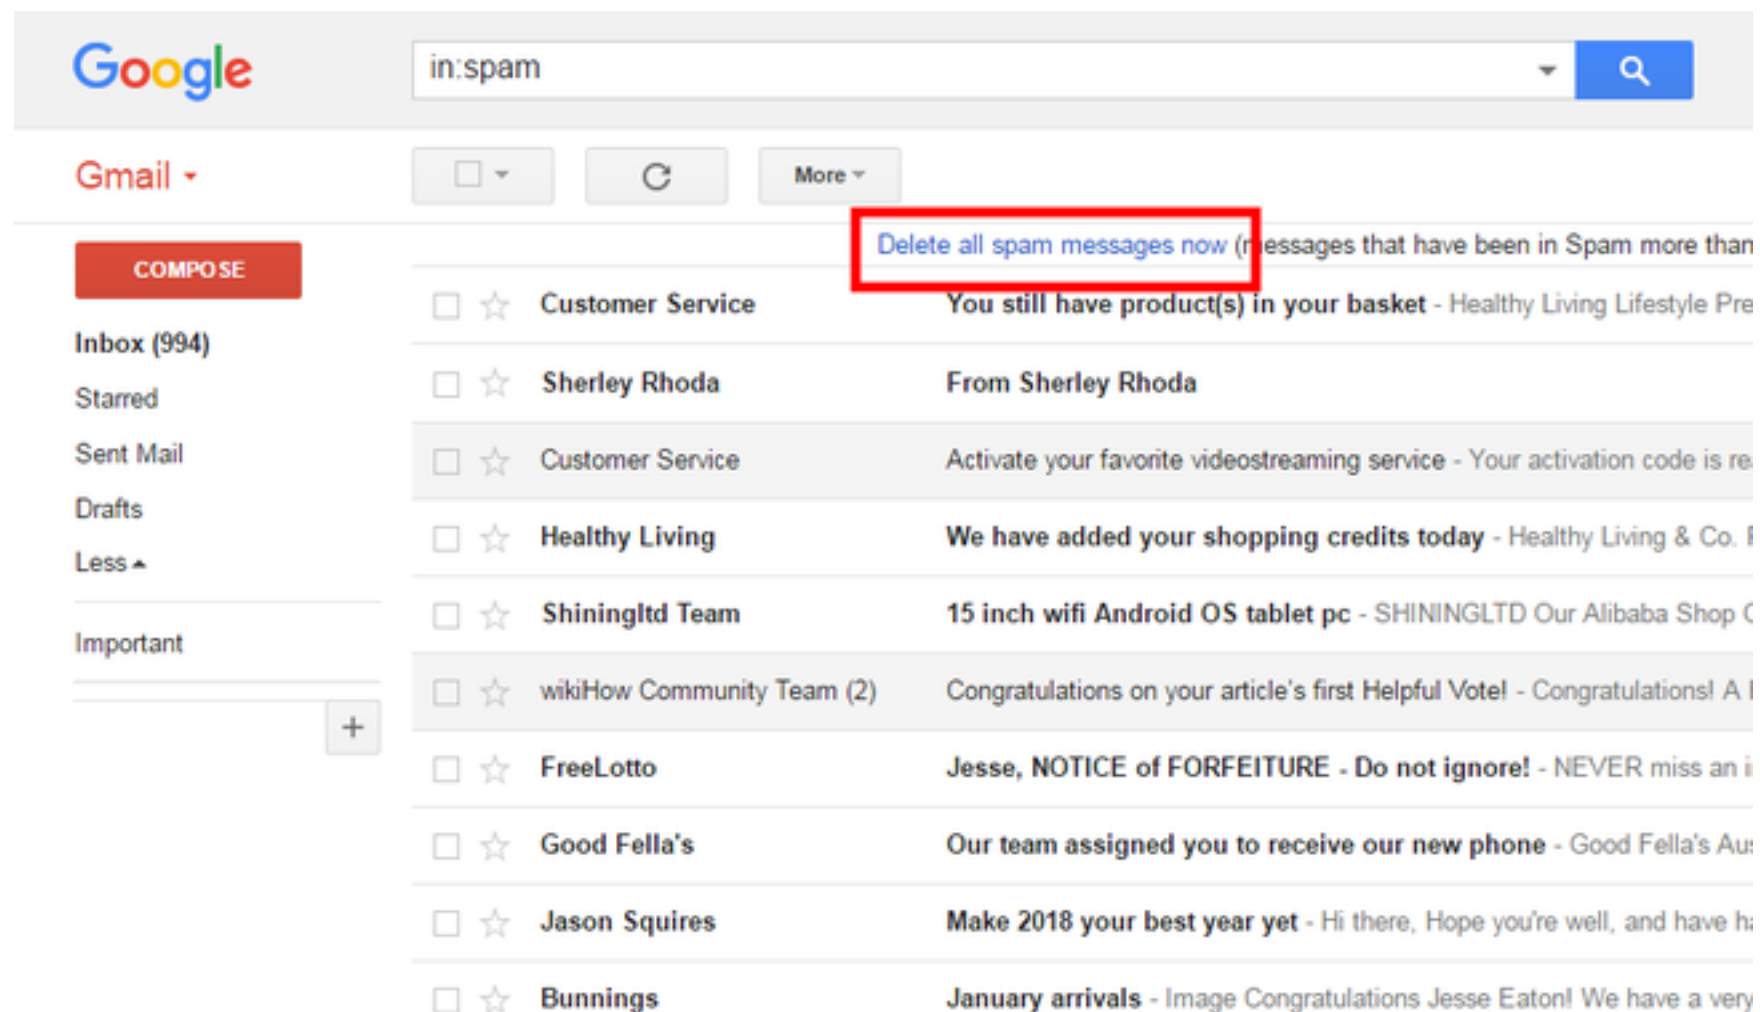 Google
in:spam
Gmail
More
Delete all spam messages now (messages that have been in Spam more than
COMPOSE
Inbox (994)
Starred
Sent Mail
Drafts
Less
Important
+
Customer Service You still have product(s) in your basket - Healthy Living Lifestyle Pre
Sherley Rhoda From Sherley Rhoda
Customer Service Activate your favorite videostreaming service - Your activation code is re
Healthy Living We have added your shopping credits today - Healthy Living & Co.
Shiningltd Team 15 inch wifi Android OS tablet pc - SHININGLTD Our Alibaba Shop
wikiHow Community Team (2) Congratulations on your article's first Helpful Vote! - Congratulations! A
FreeLotto Jesse, NOTICE of FORFEITURE - Do not ignore! - NEVER miss an
Good Fella's Our team assigned you to receive our new phone - Good Fella's Aus
Jason Squires Make 2018 your best year yet - Hi there, Hope you're well, and have ha
Bunnings January arrivals - Image Congratulations Jesse Eaton! We have a very